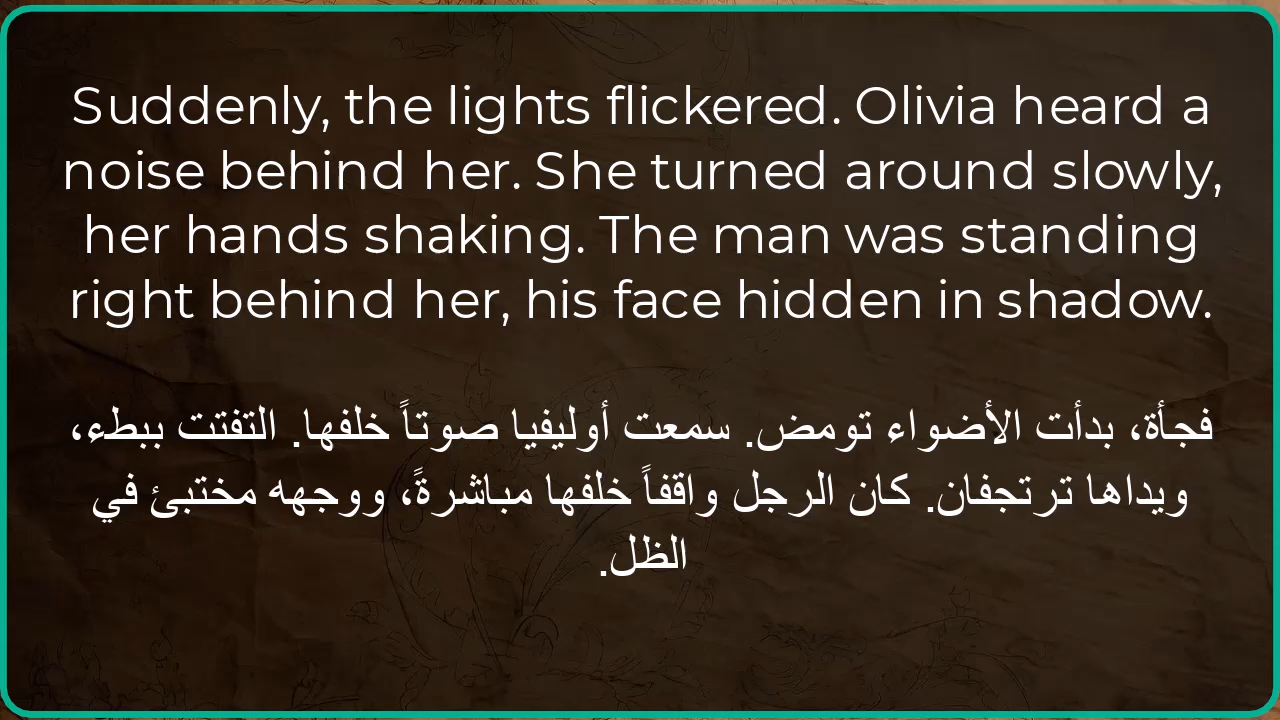 Suddenly, the lights flickered. Olivia heard a
noise behind her. She turned around slowly,
her hands shaking. The man was standing
right behind her, his face hidden in shadow.
فجأة، بدأت الأضواء تومض. سمعت أوليفيا صوتاً خلفها. التفتت ببطء،
ويداها ترتجفان. كان الرجل واقفاً خلفها مباشرةً، ووجهه مختبئ في
الظل.